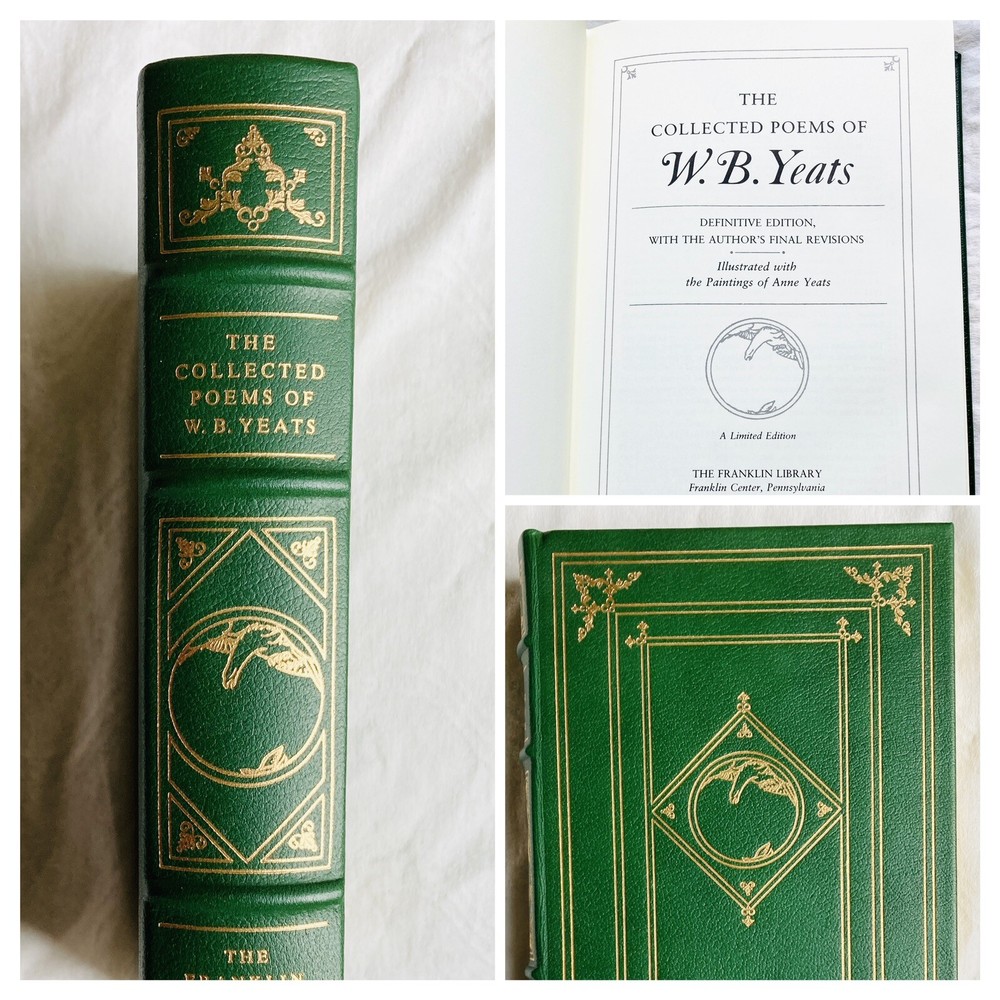 THE
COLLECTED
POEMS OF
W. B. YEATS
THE
FRANKLIN
THE
COLLECTED POEMS OF
W. B. Yeats
DEFINITIVE EDITION,
WITH THE AUTHOR'S FINAL REVISIONS
Illustrated with
the Paintings of Anne Yeats
A Limited Edition
THE FRANKLIN LIBRARY
Franklin Center, Pennsylvania